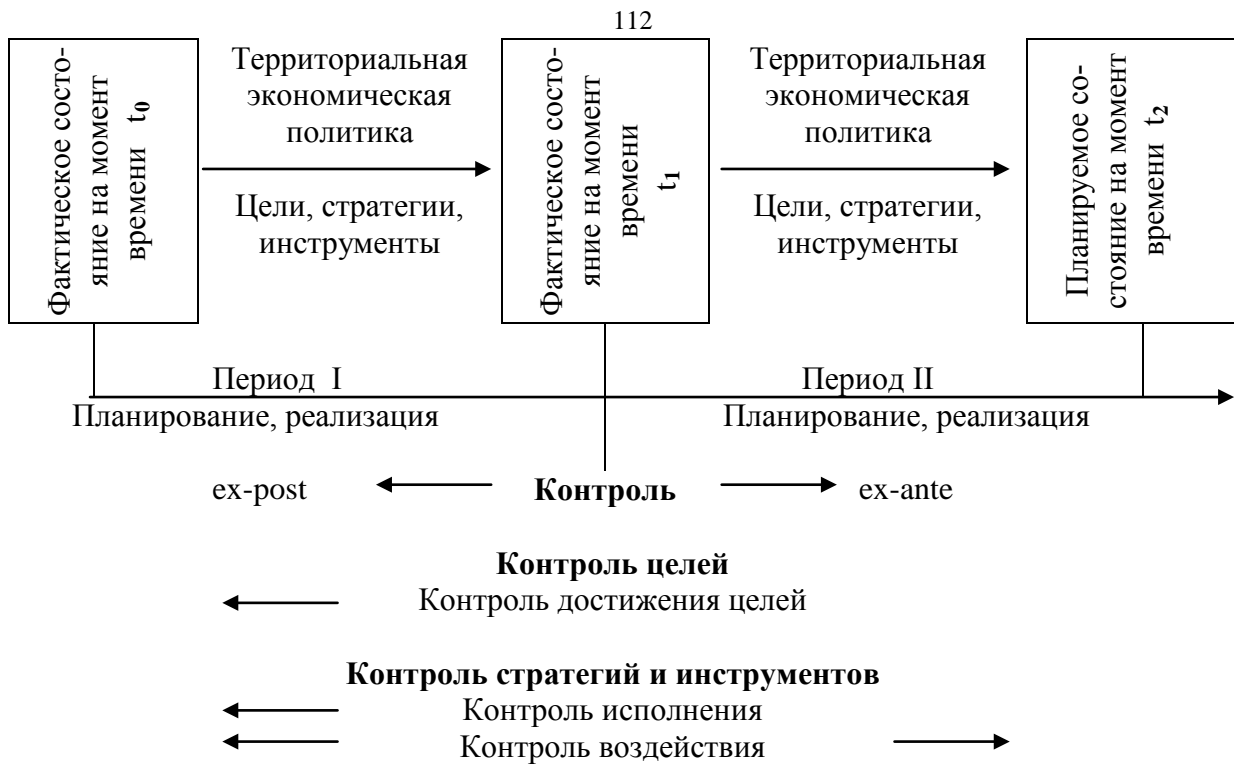 112
Фактическое состо-
яние на момент
времени t0
Территориальная
экономическая
политика
Цели, стратегии,
инструменты
Фактическое состо-
яние на момент
времени
t1
Территориальная
экономическая
политика
Цели, стратегии,
инструменты
Планируемое со-
стояние на момент
времени t2
Период I
Планирование, реализация
Период II
Планирование, реализация
ex-post
Контроль
ex-ante
Контроль целей
Контроль достижения целей
Контроль стратегий и инструментов
Контроль исполнения
Контроль воздействия